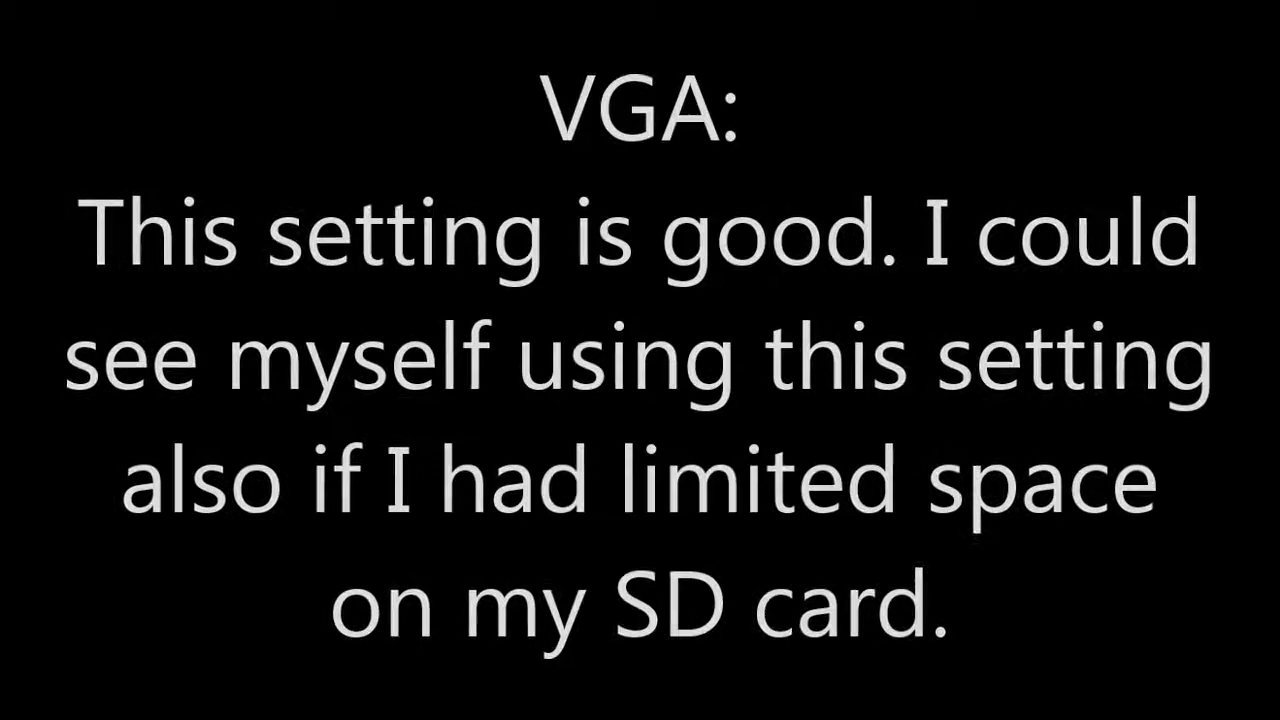 VGA:
This setting is good. I could
see myself using this setting
also if I had limited space
on my SD card.